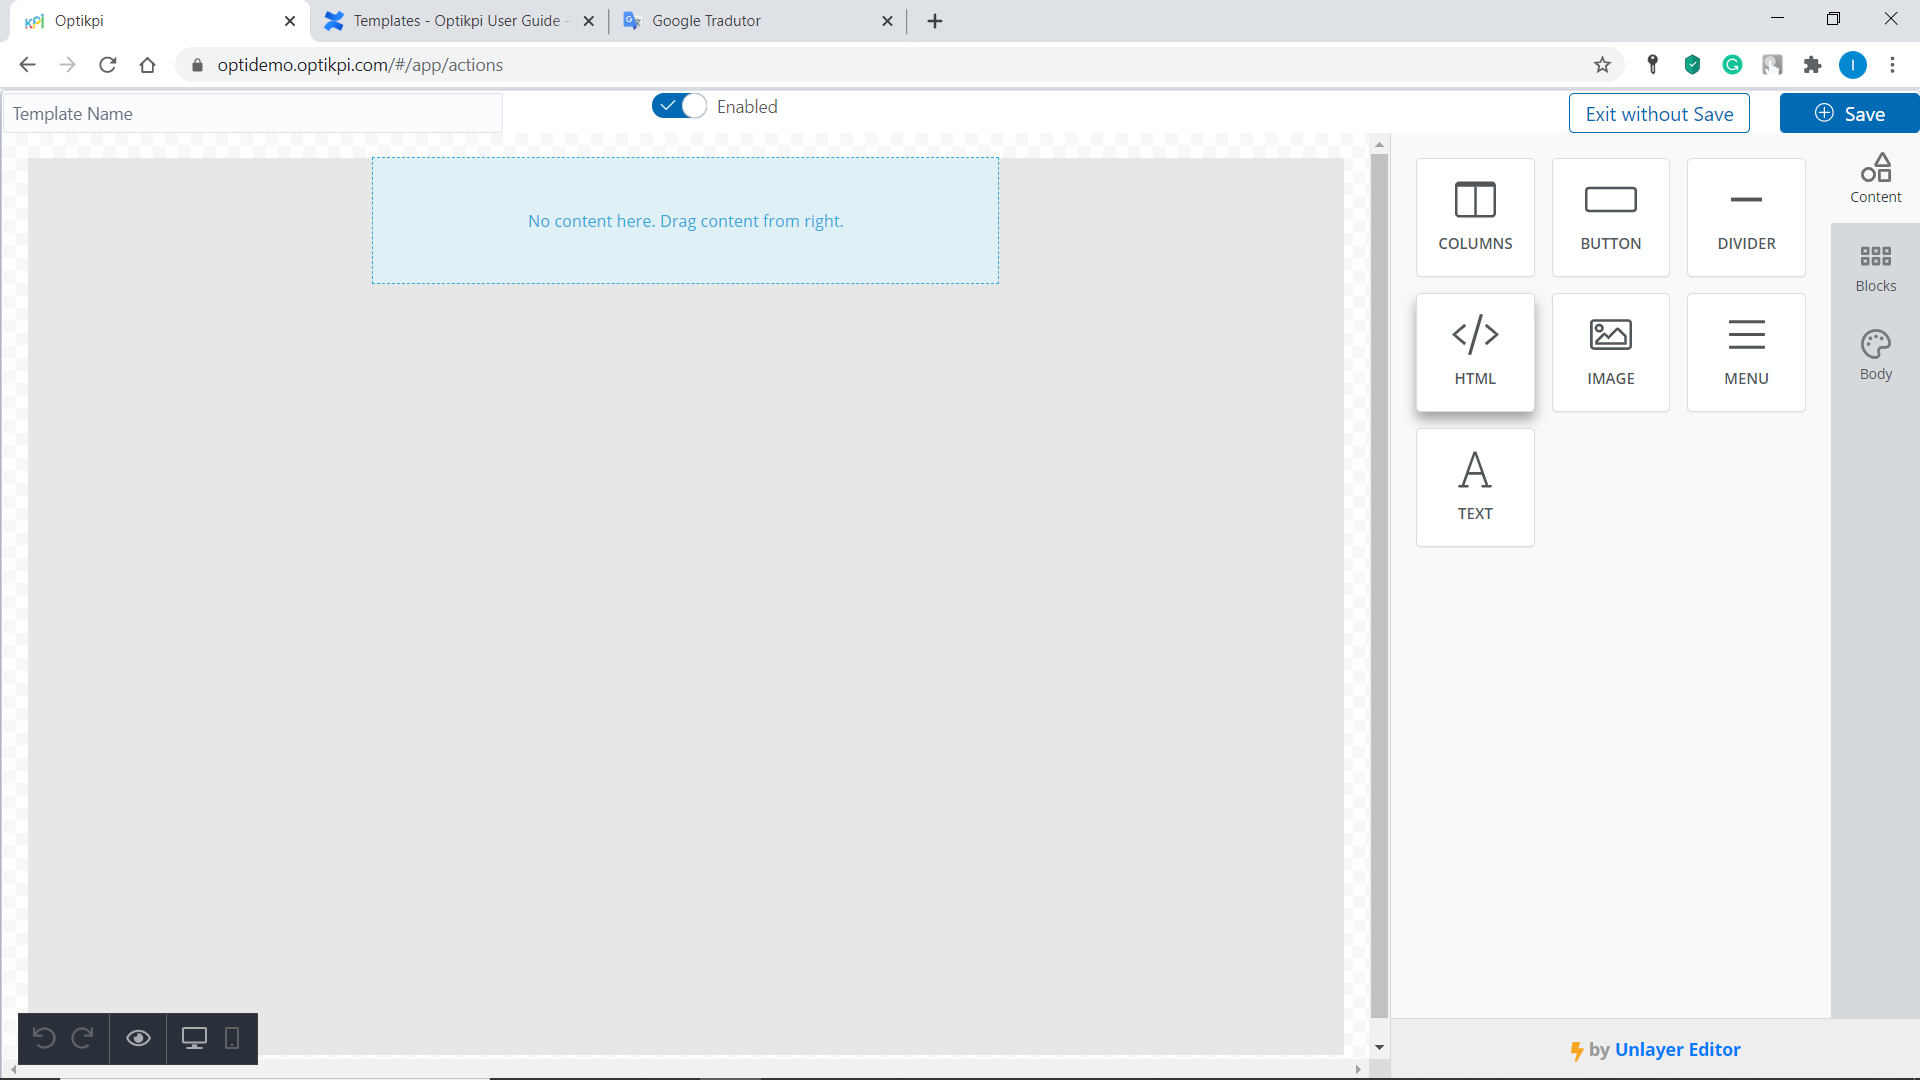 Optikpi
Templates - Optikpi User Guide -
Google Tradutor
optidemo.optikpi.com/#/app/actions
I
Template Name
Enabled
Exit without Save
Save
No content here. Drag content from right.
COLUMNS
BUTTON
DIVIDER
HTML
IMAGE
MENU
TEXT
Content
Blocks
Body
by Unlayer Editor